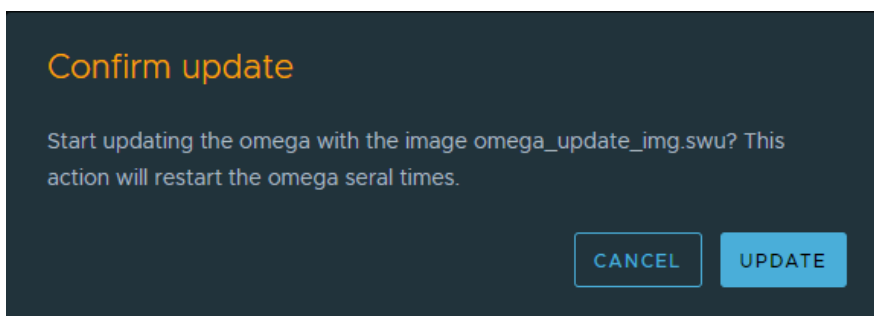 Confirm update
Start updating the omega with the image omega_update_img.swu? This
action will restart the omega seral times.
CANCEL UPDATE